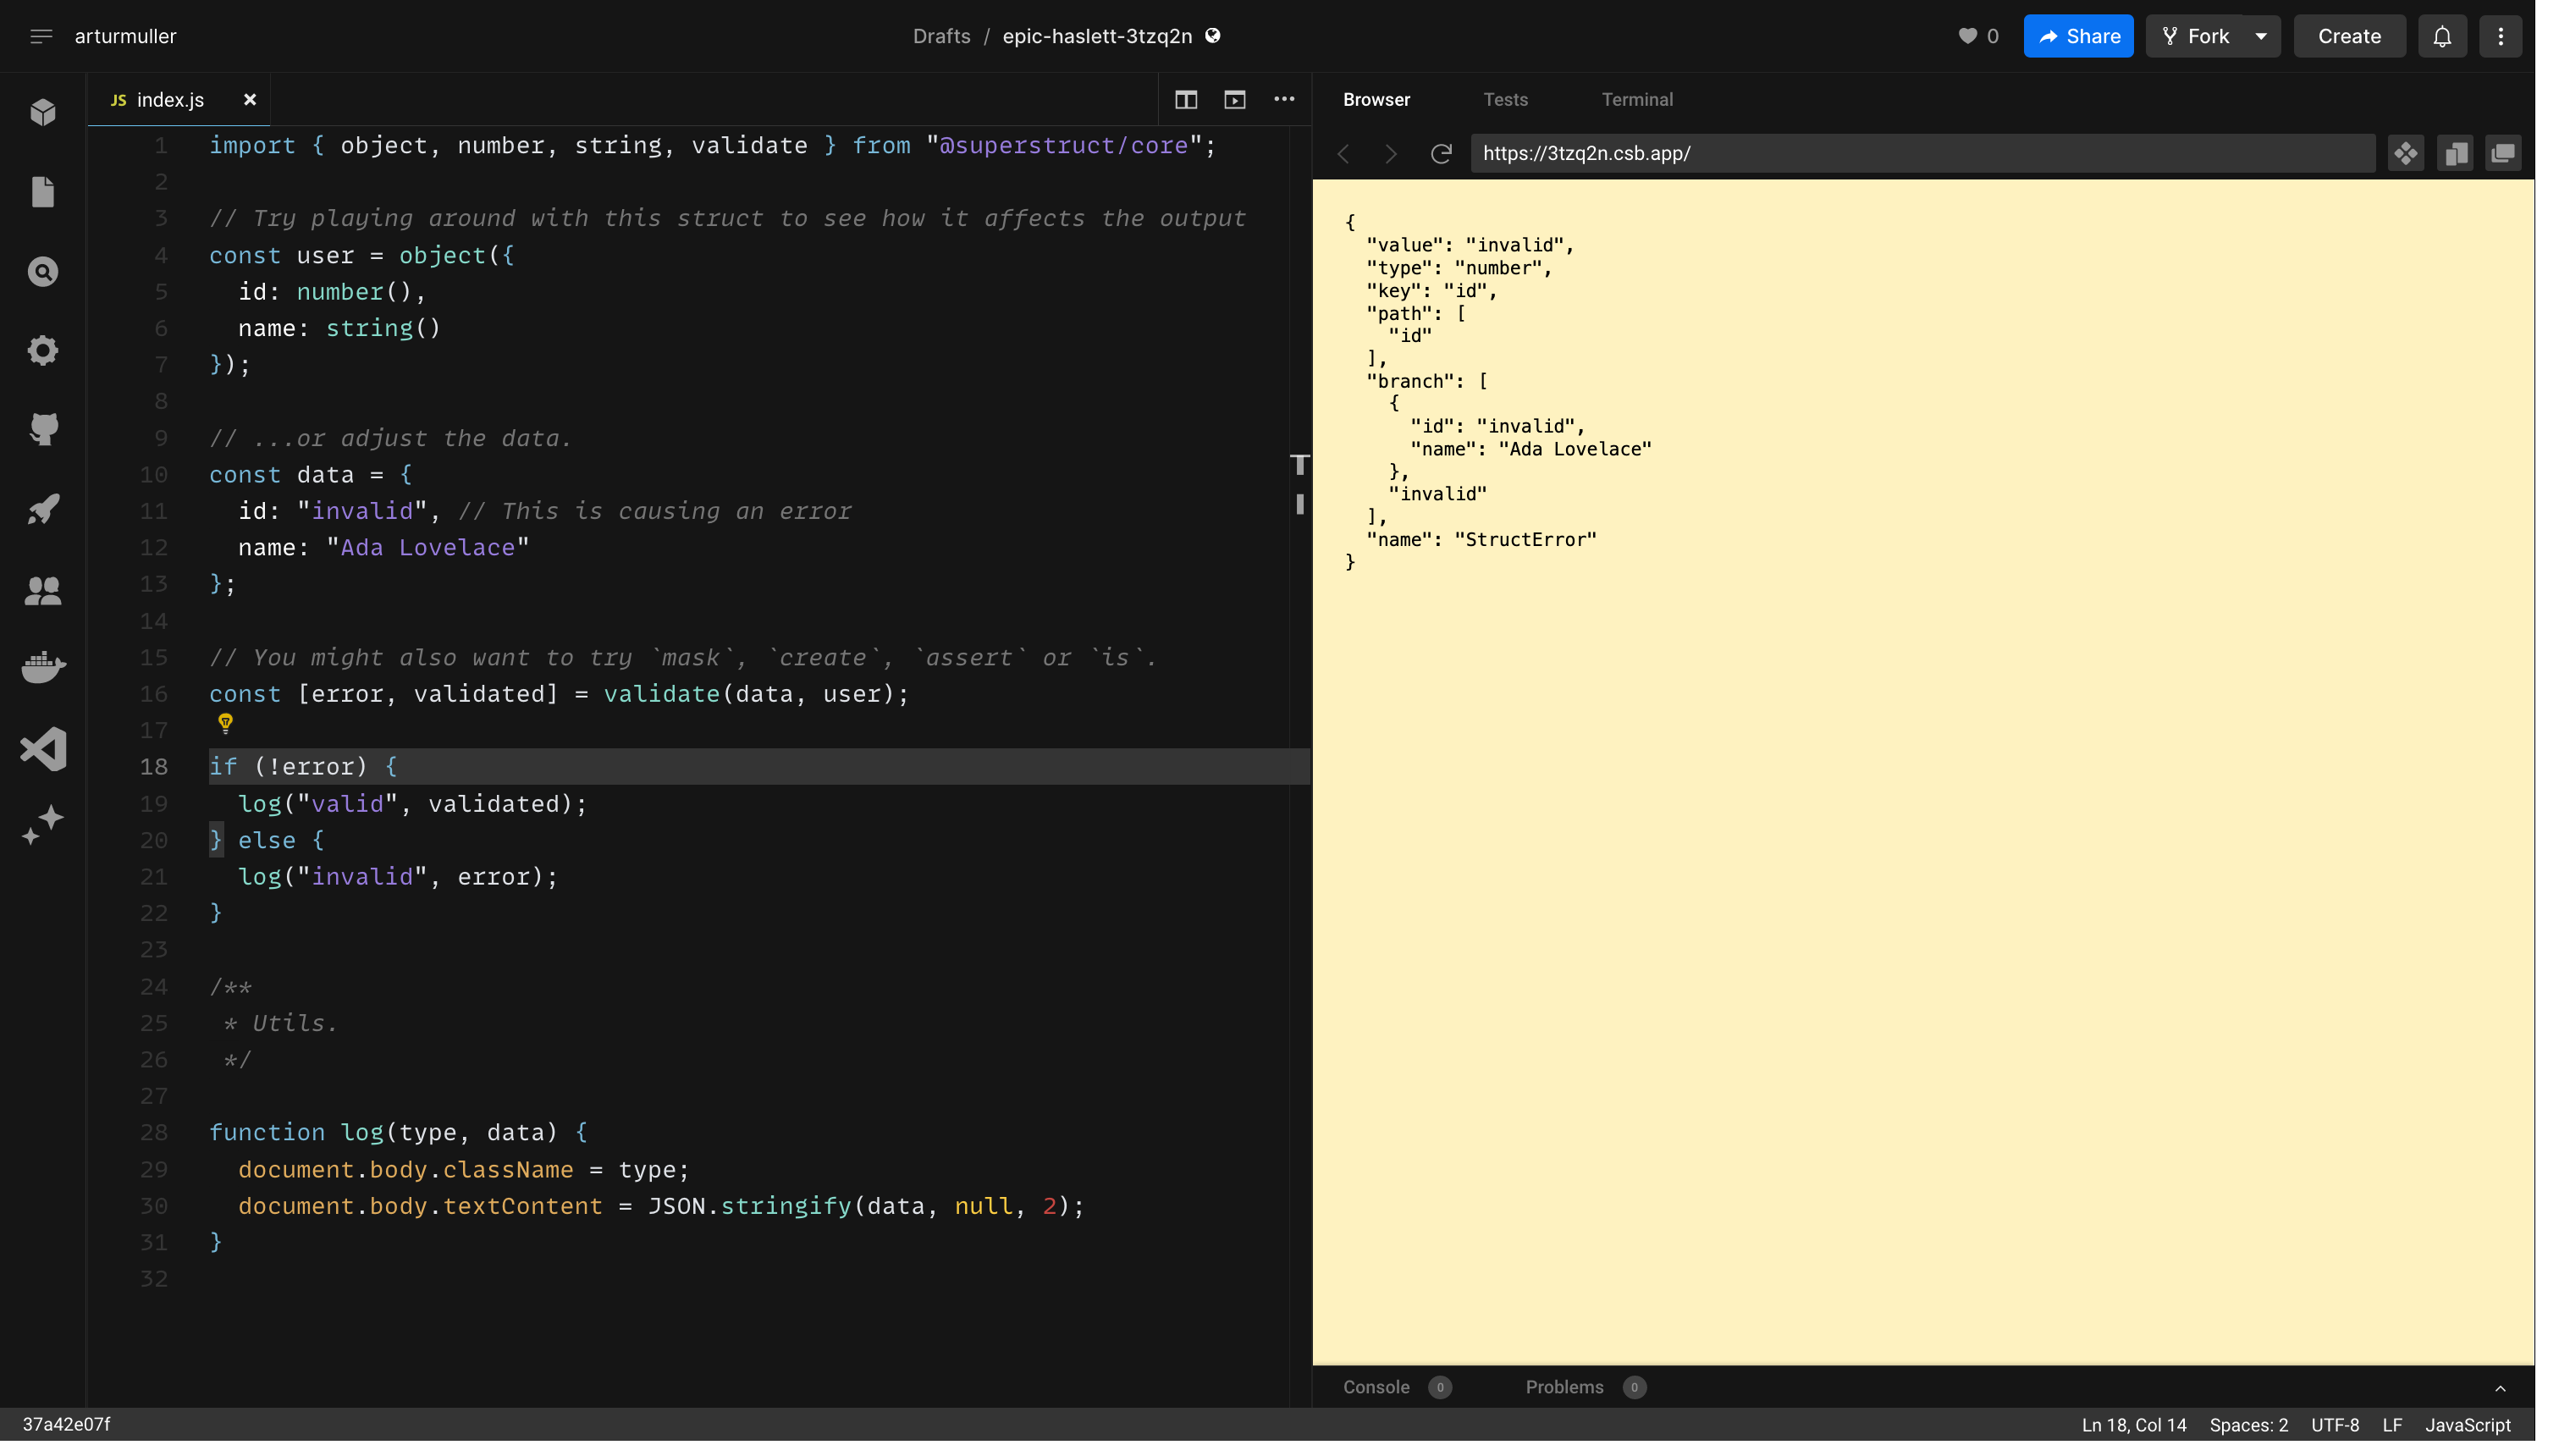 arturmuller
Drafts / epic-haslett-3tzq2n
0
Share
Fork
Create
JS index.js
Browser Tests Terminal
https://3tzq2n.csb.app/
1 import { object, number, string, validate } from "@superstruct/core";
2
3 // Try playing around with this struct to see how it affects the output
4 const user = object({
5   id: number(),
6   name: string()
7 });
8
9 // ...or adjust the data.
10 const data = {
11   id: "invalid", // This is causing an error
12   name: "Ada Lovelace"
13 };
14
15 // You might also want to try `mask`, `create`, `assert` or `is`.
16 const [error, validated] = validate(data, user);
17
18 if (!error) {
19   log("valid", validated);
20 } else {
21   log("invalid", error);
22 }
23
24 /**
25  * Utils.
26  */
27
28 function log(type, data) {
29   document.body.className = type;
30   document.body.textContent = JSON.stringify(data, null, 2);
31 }
32
{
  "value": "invalid",
  "type": "number",
  "key": "id",
  "path": [
    "id"
  ],
  "branch": [
    {
      "id": "invalid",
      "name": "Ada Lovelace"
    },
    "invalid"
  ],
  "name": "StructError"
}
Console 0 Problems 0
37a42e07f
Ln 18, Col 14 Spaces: 2 UTF-8 LF JavaScript